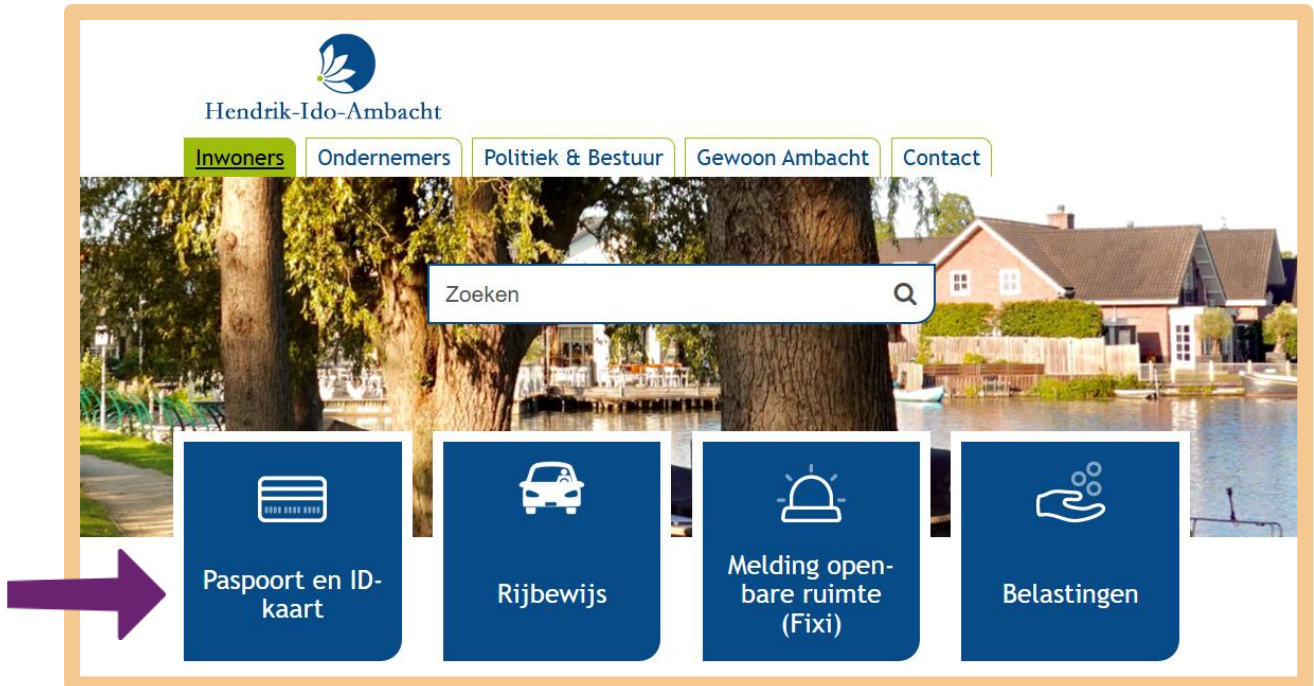 Hendrik-Ido-Ambacht
Inwoners Ondernemers Politiek & Bestuur Gewoon Ambacht Contact
Zoeken
Paspoort en ID-
kaart
Rijbewijs
Melding open-
bare ruimte
(Fixi)
Belastingen